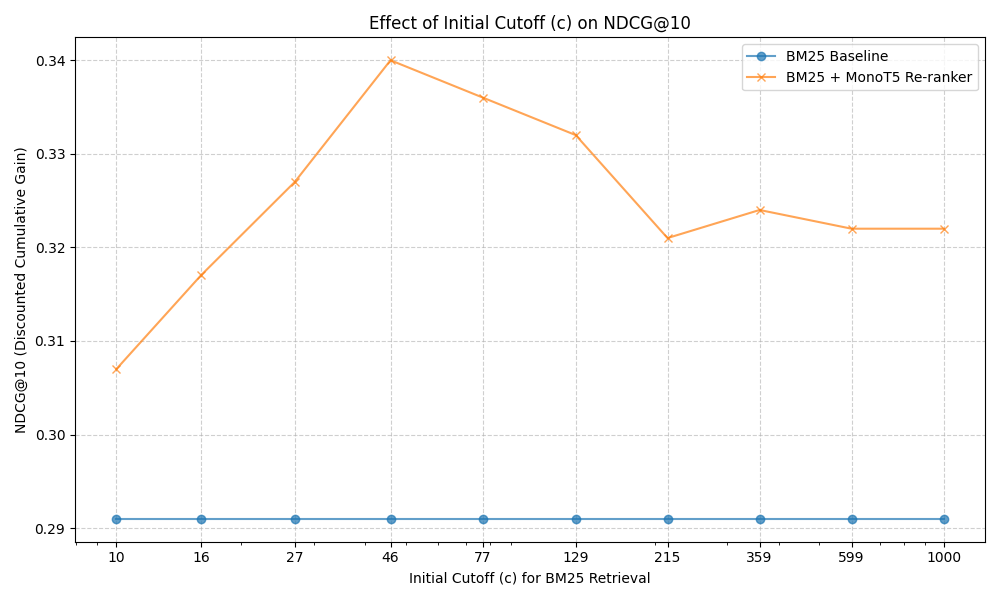 Effect of Initial Cutoff (c) on NDCG@10
BM25 Baseline
BM25 + MonoT5 Re-ranker
NDCG@10 (Discounted Cumulative Gain)
0.34
0.33
0.32
0.31
0.30
0.29
10 16 27 46 77 129 215 359 599 1000
Initial Cutoff (c) for BM25 Retrieval